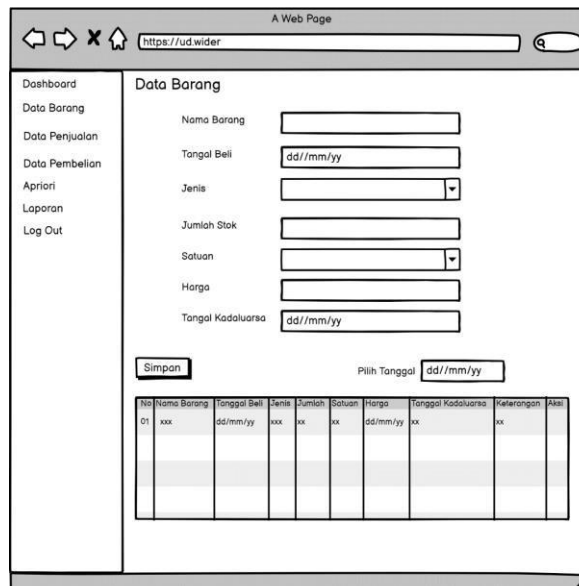 A Web Page
https://ud.wider
Dashboard
Data Barang
Data Penjualan
Data Pembelian
Apriori
Laporan
Log Out
Data Barang
Nama Barang
Tangal Beli dd//mm/yy
Jenis
Jumlah Stok
Satuan
Harga
Tangal Kadaluarsa dd//mm/yy
Simpan
Pilih Tanggal dd//mm/yy
No Nama Barang Tanggal Beli Jenis Jumlah Satuan Harga Tanggal Kadaluarsa Keterangan Aksi
01 xxx dd/mm/yy xxx xx xx dd/mm/yy xx xx